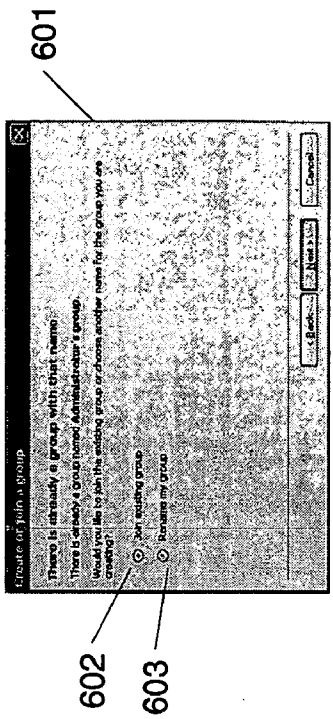 601
Create or join a group
There is already a group with that name.
There is already a group named Administrator's group.
Would you like to join the existing group or choose another name for the group you are
creating?
602
Join existing group
603
Rename my group
< Back
Next >
Cancel